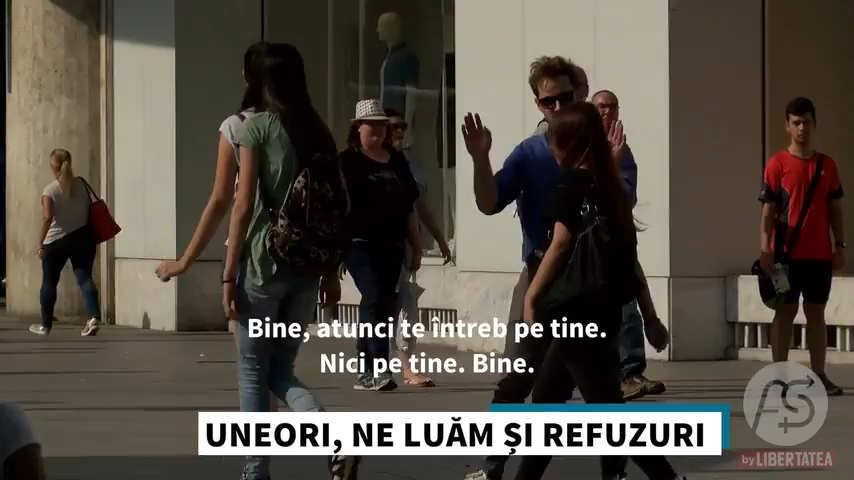 Bine, atunci te întreb pe tine.
Nici pe tine. Bine.
UNEORI, NE LUĂM ȘI REFUZURI
A+S
by LIBERTATEA